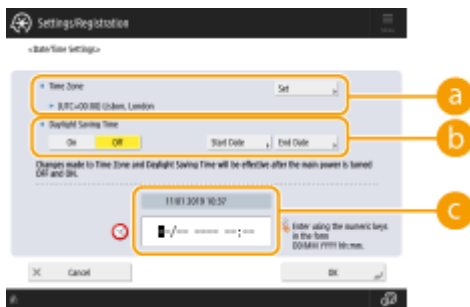 Settings/Registration
<Date/Time Settings>
Time Zone
Set
(UTC+00:00) Lisbon, London
Daylight Saving Time
On
Off
Start Date
End Date
Changes made to Time Zone and Daylight Saving Time will be effective after the main power is turned
OFF and ON.
11/01 2019 10:37
-/-- ---- --:--
Enter using the numeric keys
in the form
DD/MM YYYY hh:mm.
Cancel
OK
a
b
c